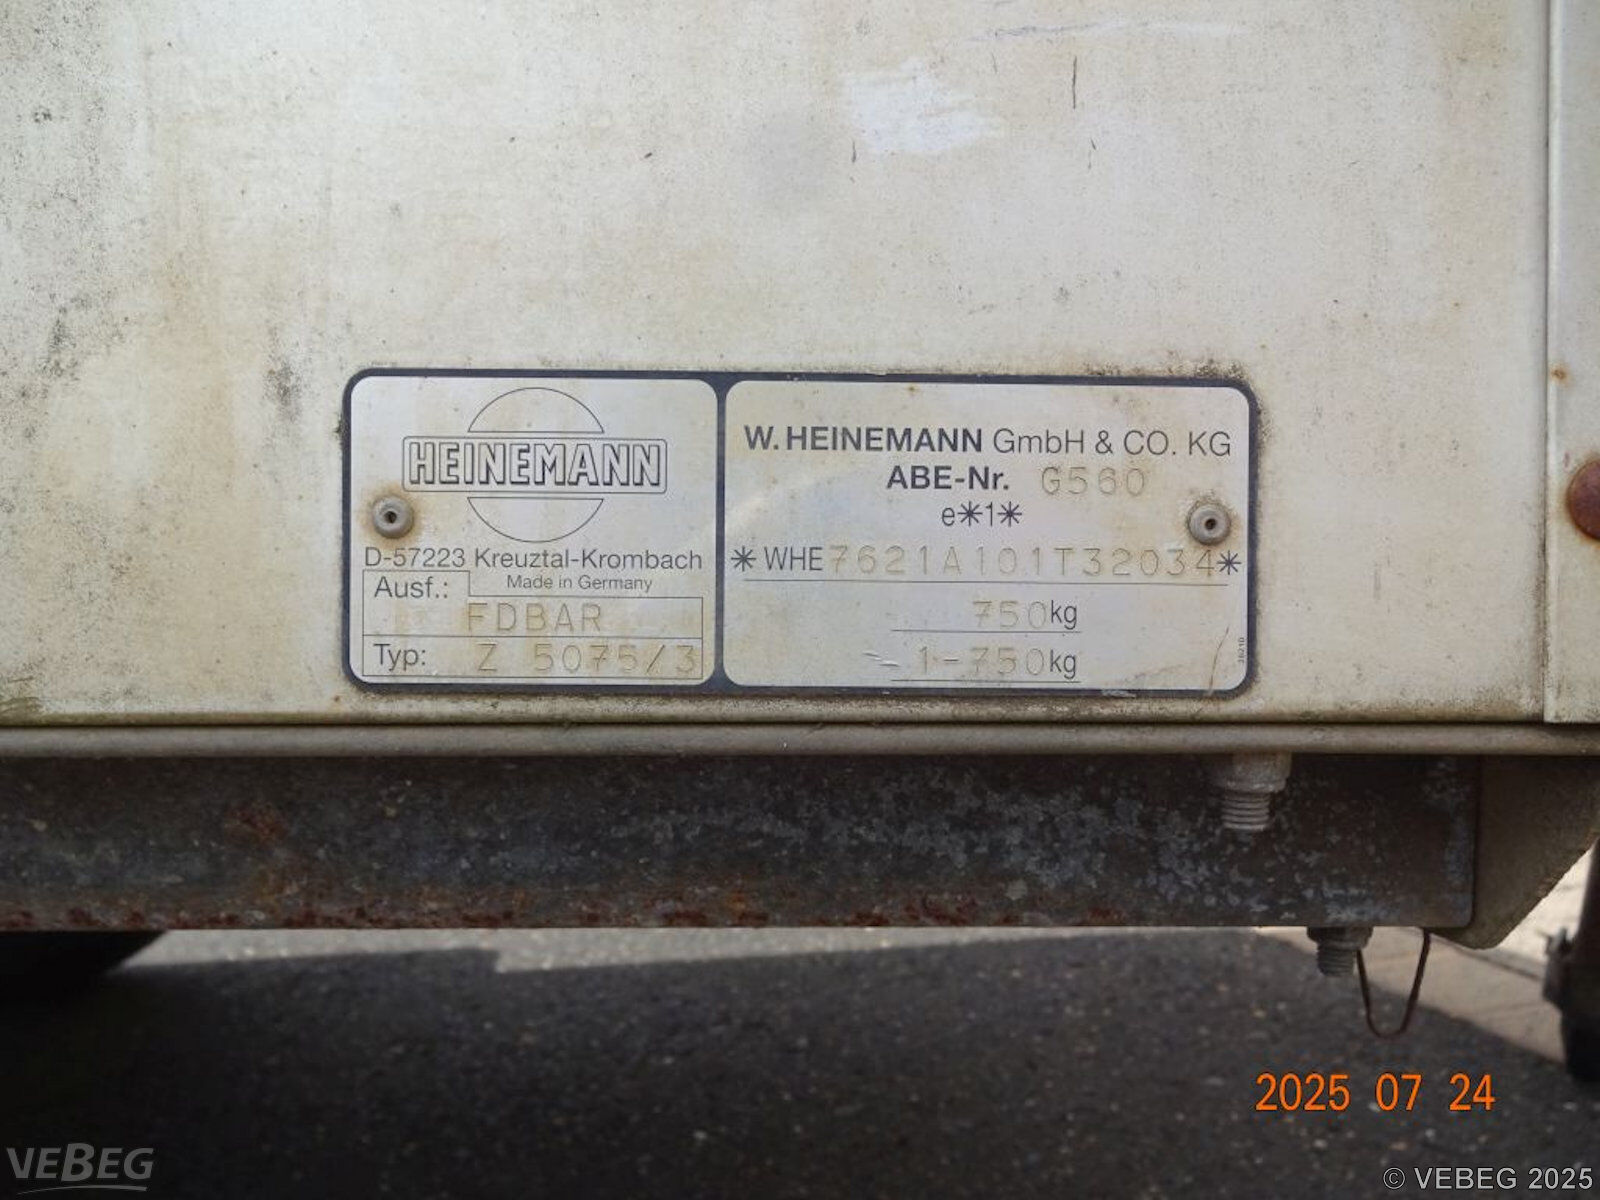 HEINEMANN
D-57223 Kreuztal-Krombach
Made in Germany
Ausf.:
FDBAR
Typ: Z 5075/3
W. HEINEMANN GmbH & CO. KG
ABE-Nr. G560
e*1*
* WHE7621A101T32034*
750kg
1-750kg
2025 07 24
VEBEG
© VEBEG 2025